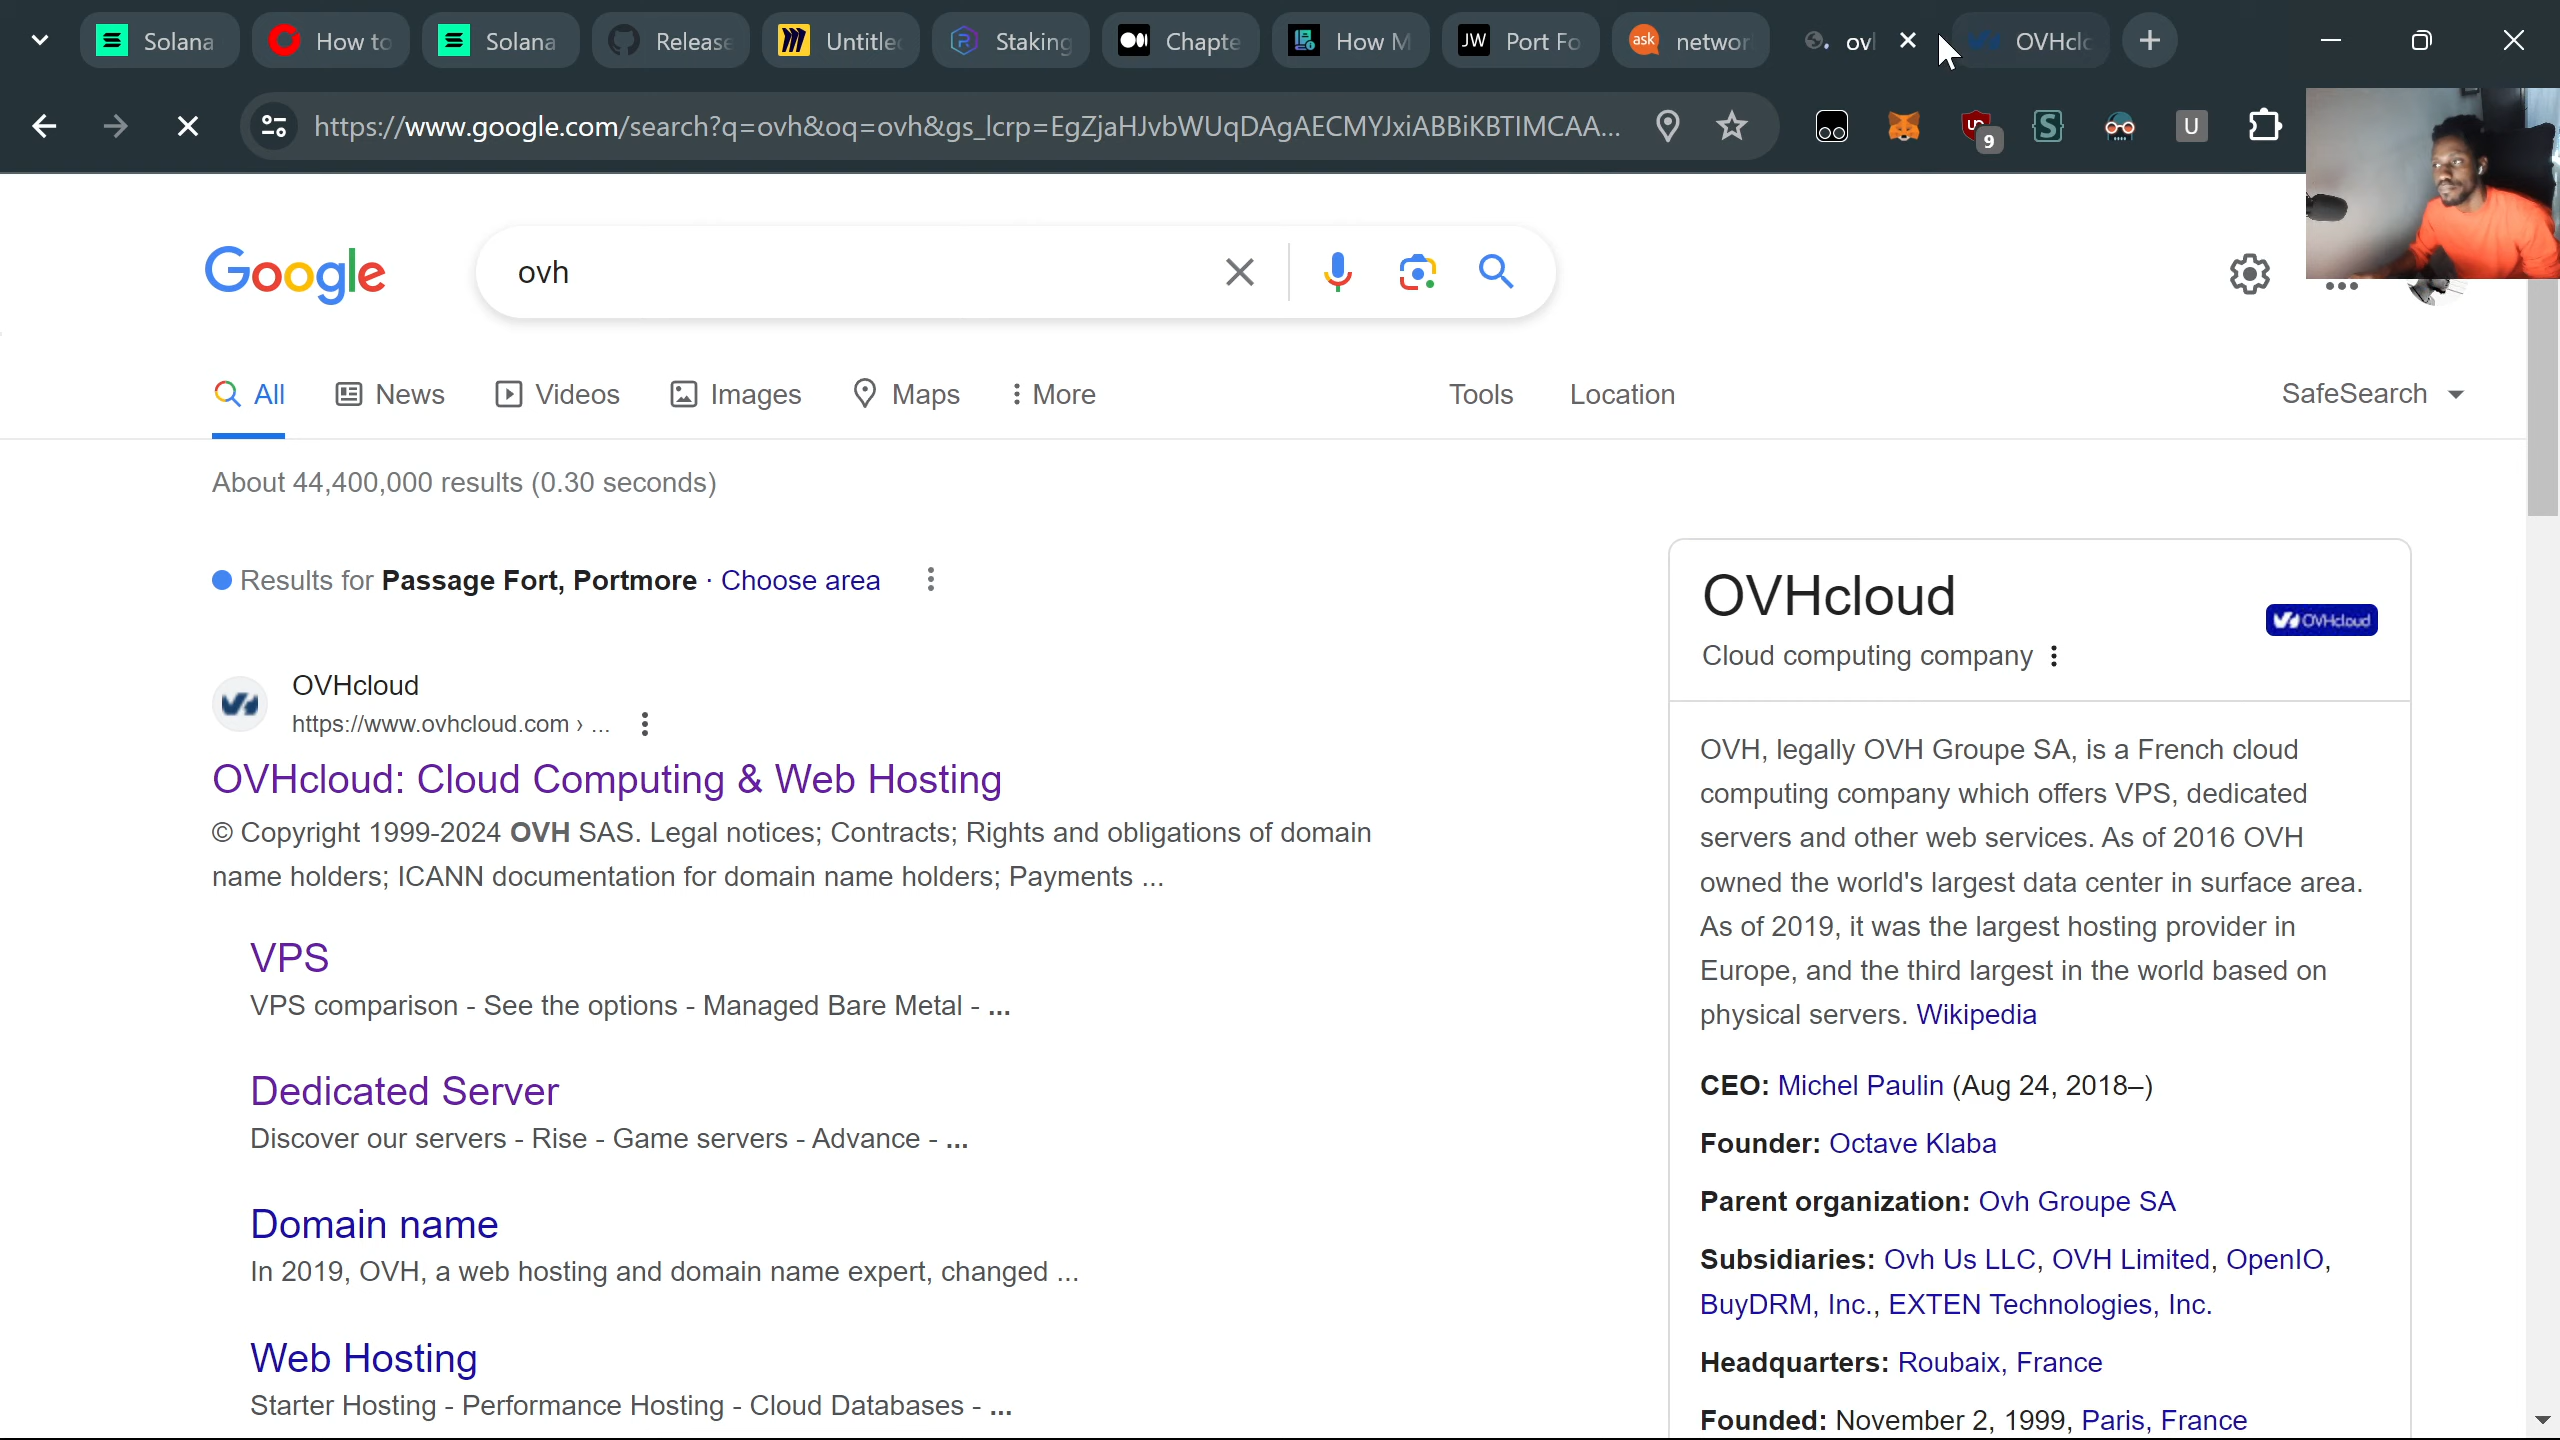 Solana
How to
Solana
Release
Untitled
Staking
Chapte
How M
JW
Port Fo
ask
networ
ov
OVHclo
https://www.google.com/search?q=ovh&oq=ovh&gs_lcrp=EgZjaHJvbWUqDAgAECMYJxiABBiKBTIMCAA...
9
S
U
Google
ovh
All
News
Videos
Images
Maps
More
Tools
Location
SafeSearch
About 44,400,000 results (0.30 seconds)
Results for Passage Fort, Portmore · Choose area
OVHcloud
https://www.ovhcloud.com › ...
OVHcloud: Cloud Computing & Web Hosting
© Copyright 1999-2024 OVH SAS. Legal notices; Contracts; Rights and obligations of domain
name holders; ICANN documentation for domain name holders; Payments ...
VPS
VPS comparison - See the options - Managed Bare Metal - ...
Dedicated Server
Discover our servers - Rise - Game servers - Advance - ...
Domain name
In 2019, OVH, a web hosting and domain name expert, changed ...
Web Hosting
Starter Hosting - Performance Hosting - Cloud Databases - ...
OVHcloud
OVHcloud
Cloud computing company
OVH, legally OVH Groupe SA, is a French cloud
computing company which offers VPS, dedicated
servers and other web services. As of 2016 OVH
owned the world's largest data center in surface area.
As of 2019, it was the largest hosting provider in
Europe, and the third largest in the world based on
physical servers. Wikipedia
CEO: Michel Paulin (Aug 24, 2018–)
Founder: Octave Klaba
Parent organization: Ovh Groupe SA
Subsidiaries: Ovh Us LLC, OVH Limited, OpenIO,
BuyDRM, Inc., EXTEN Technologies, Inc.
Headquarters: Roubaix, France
Founded: November 2, 1999, Paris, France